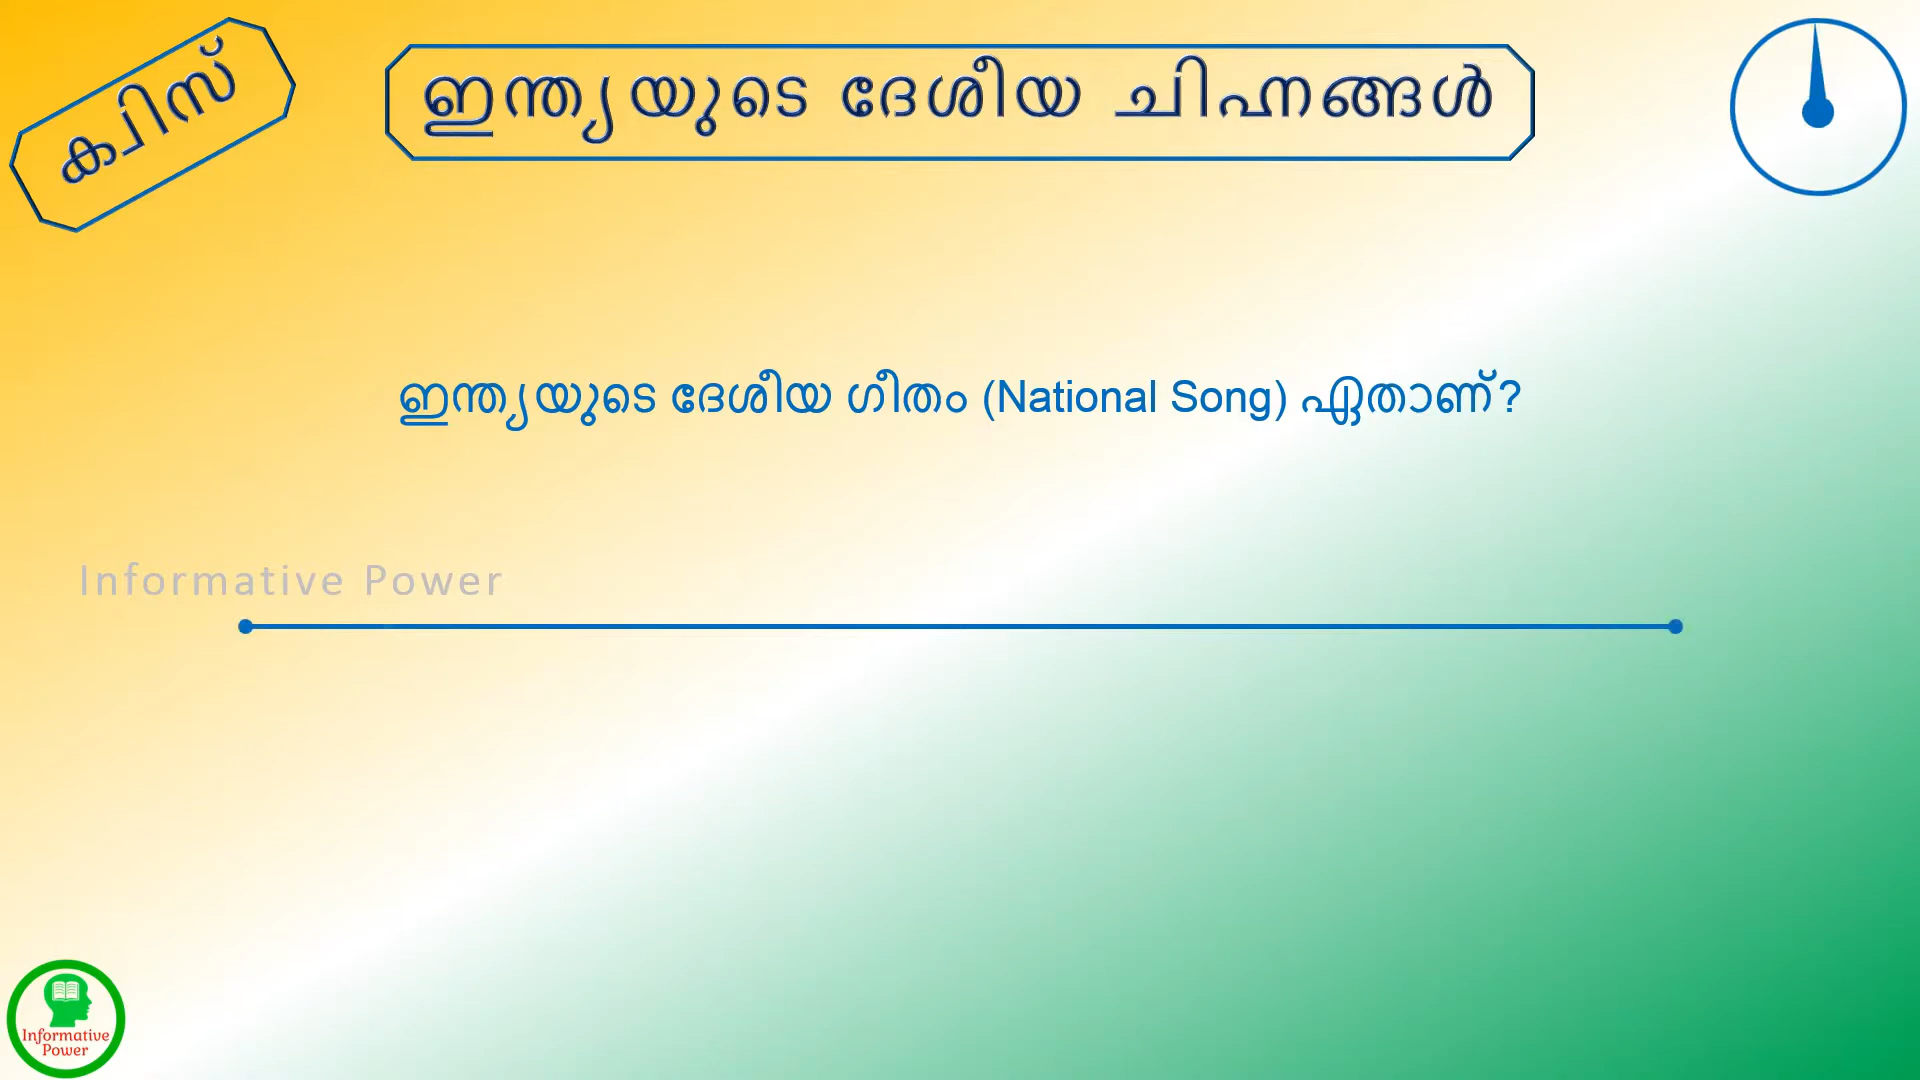 ക്വിസ്
ഇന്ത്യയുടെ ദേശീയ ചിഹ്നങ്ങൾ
ഇന്ത്യയുടെ ദേശീയ ഗീതം (National Song) ഏതാണ്?
Informative Power
Informative
Power